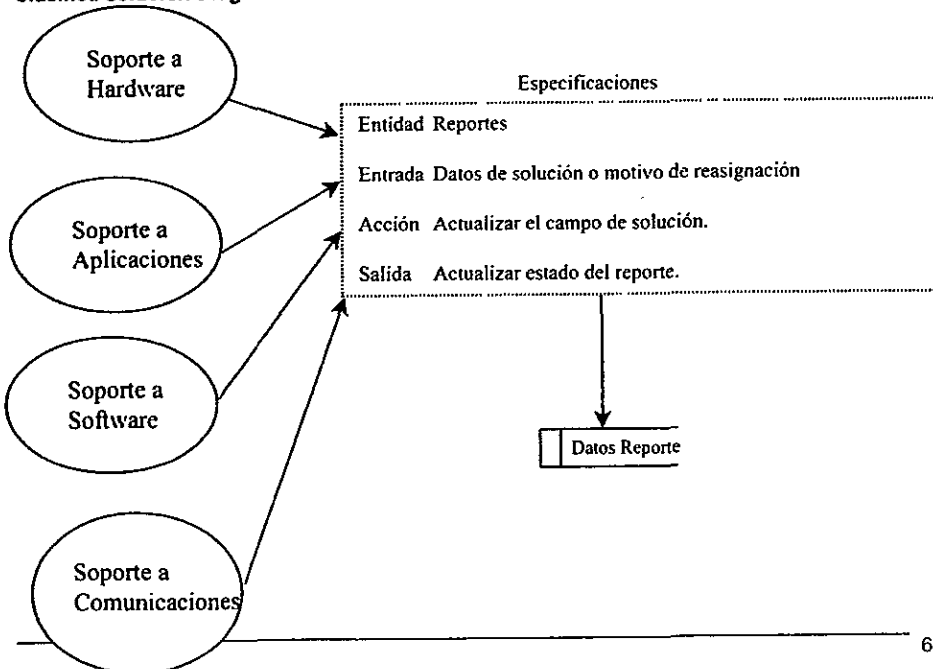 Soporte a
Hardware
Especificaciones
Entidad Reportes
Entrada Datos de solución o motivo de reasignación
Acción Actualizar el campo de solución.
Salida Actualizar estado del reporte.
Soporte a
Aplicaciones
Soporte a
Software
Datos Reporte
Soporte a
Comunicaciones
6